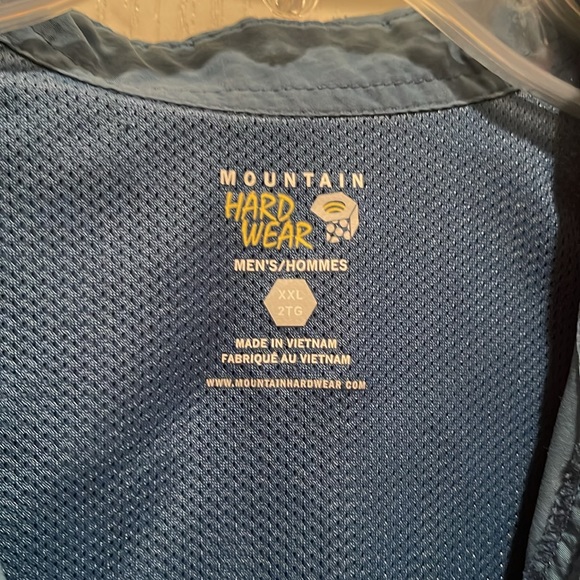 MOUNTAIN
HARD
WEAR
MEN'S/HOMMES
XXL
2TG
MADE IN VIETNAM
FABRIQUÉ AU VIETNAM
WWW.MOUNTAINHARDWEAR.COM